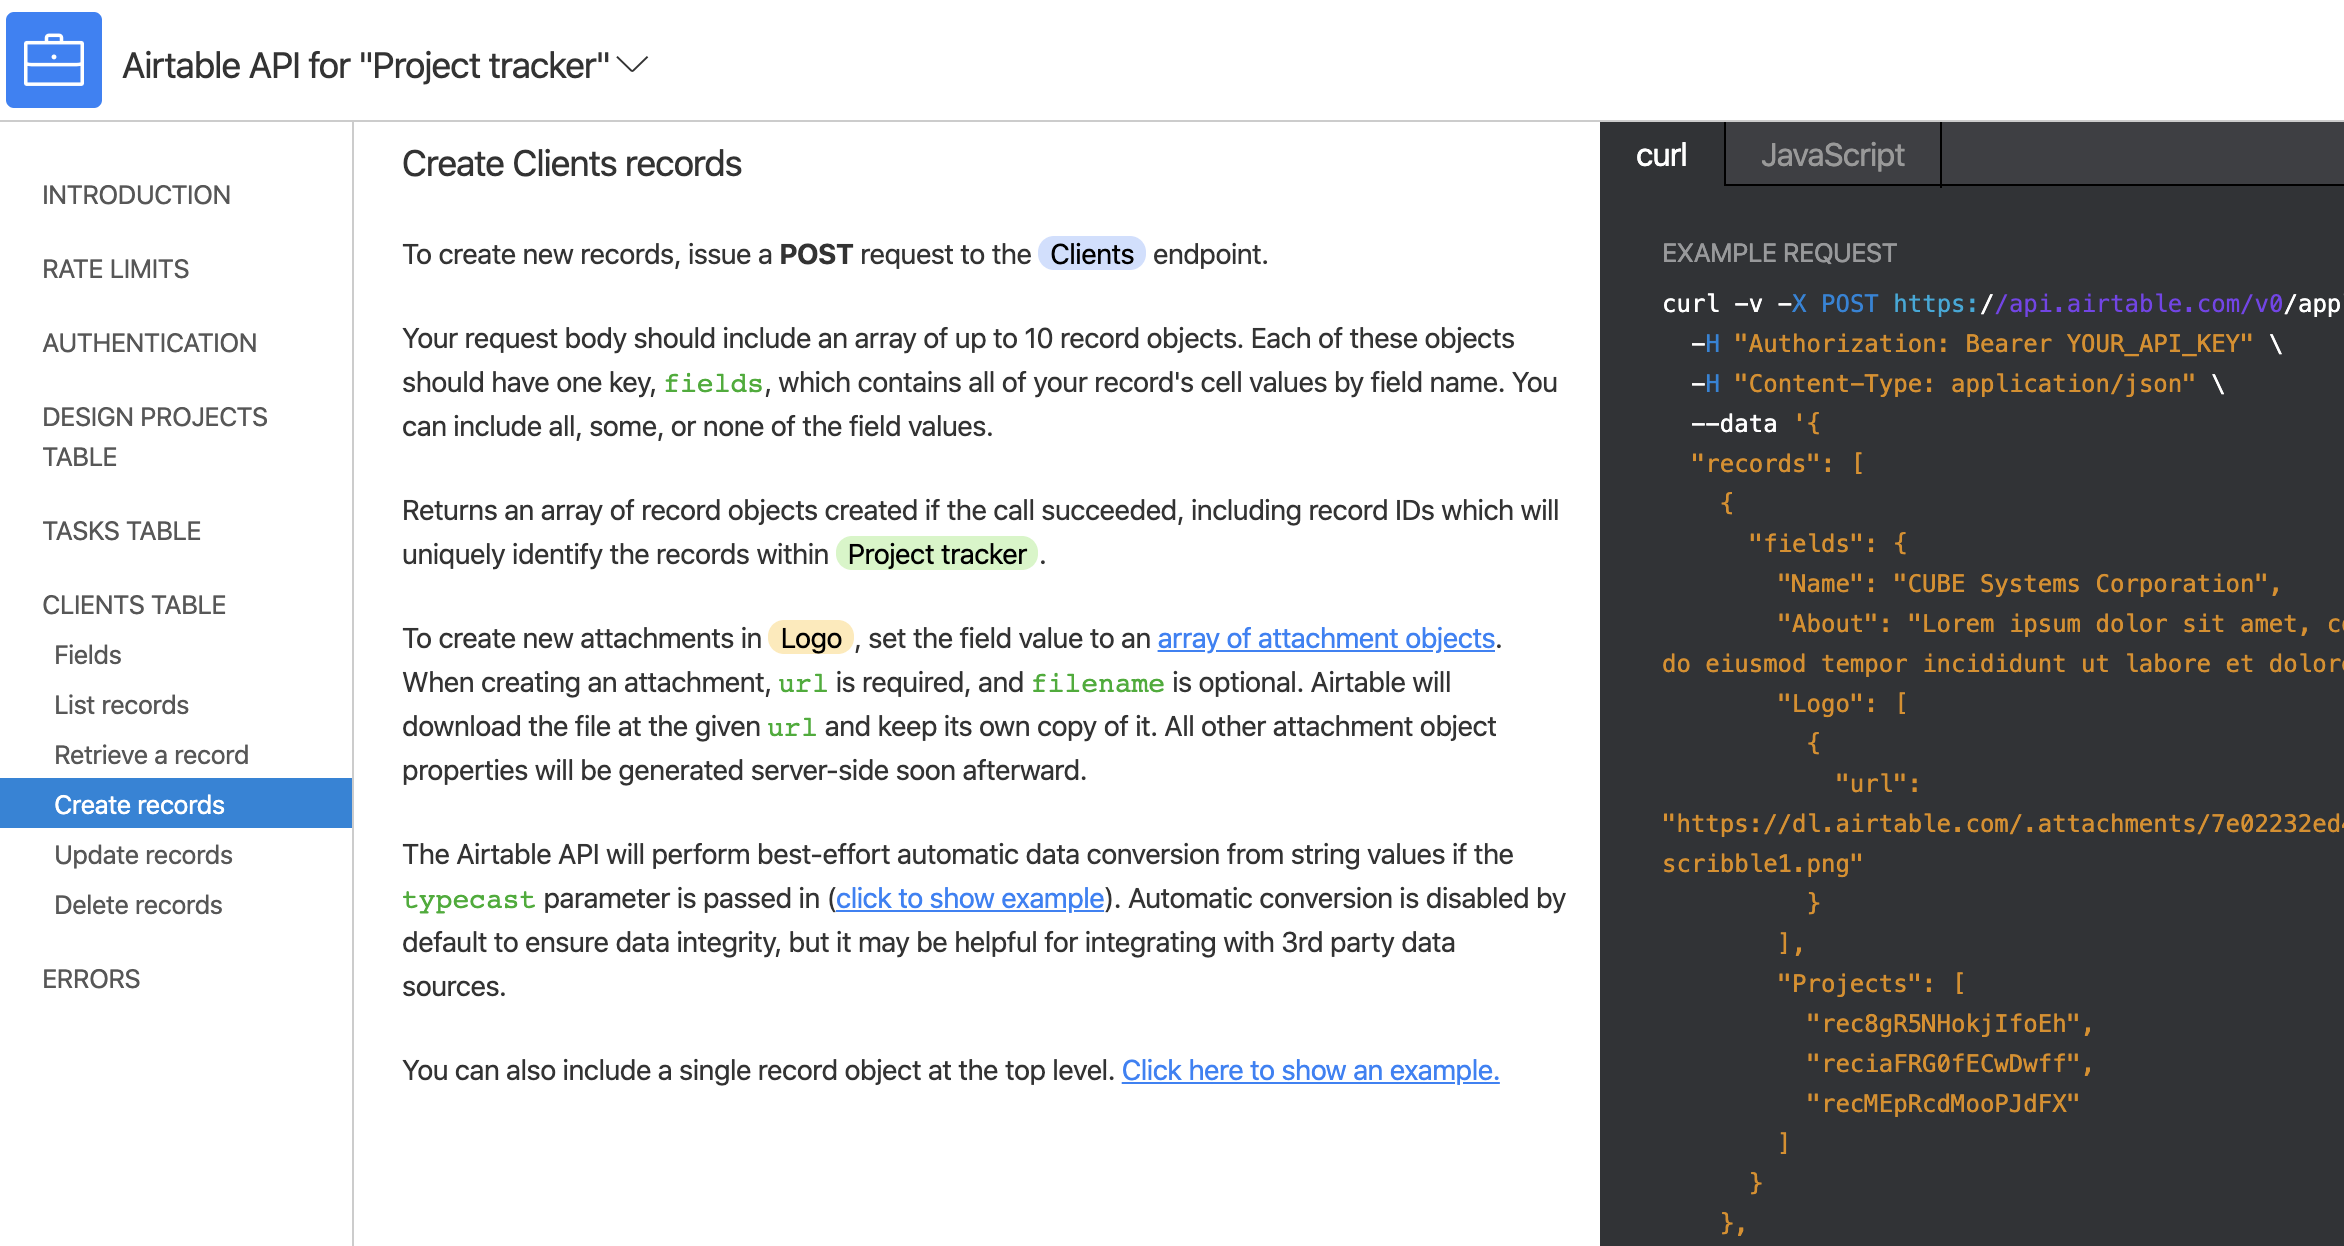 Airtable API for "Project tracker"
INTRODUCTION
RATE LIMITS
AUTHENTICATION
DESIGN PROJECTS
TABLE
TASKS TABLE
CLIENTS TABLE
Fields
List records
Retrieve a record
Create records
Update records
Delete records
ERRORS
Create Clients records
To create new records, issue a POST request to the Clients endpoint.
Your request body should include an array of up to 10 record objects. Each of these objects
should have one key, fields, which contains all of your record's cell values by field name. You
can include all, some, or none of the field values.
Returns an array of record objects created if the call succeeded, including record IDs which will
uniquely identify the records within Project tracker.
To create new attachments in Logo, set the field value to an array of attachment objects.
When creating an attachment, url is required, and filename is optional. Airtable will
download the file at the given url and keep its own copy of it. All other attachment object
properties will be generated server-side soon afterward.
The Airtable API will perform best-effort automatic data conversion from string values if the
typecast parameter is passed in (click to show example). Automatic conversion is disabled by
default to ensure data integrity, but it may be helpful for integrating with 3rd party data
sources.
You can also include a single record object at the top level. Click here to show an example.
curl
JavaScript
EXAMPLE REQUEST
curl -v -X POST https://api.airtable.com/v0/app
-H "Authorization: Bearer YOUR_API_KEY" \
-H "Content-Type: application/json" \
--data '{
"records": [
{
"fields": {
"Name": "CUBE Systems Corporation",
"About": "Lorem ipsum dolor sit amet,
do eiusmod tempor incididunt ut labore et dolor
"Logo": [
{
"url":
"https://dl.airtable.com/.attachments/7e02232ed
scribble1.png"
}
],
"Projects": [
"rec8gR5NHokjIfoEh",
"reciaFRG0fECwDwff",
"recMEpRcdMooPJdFX"
]
}
},